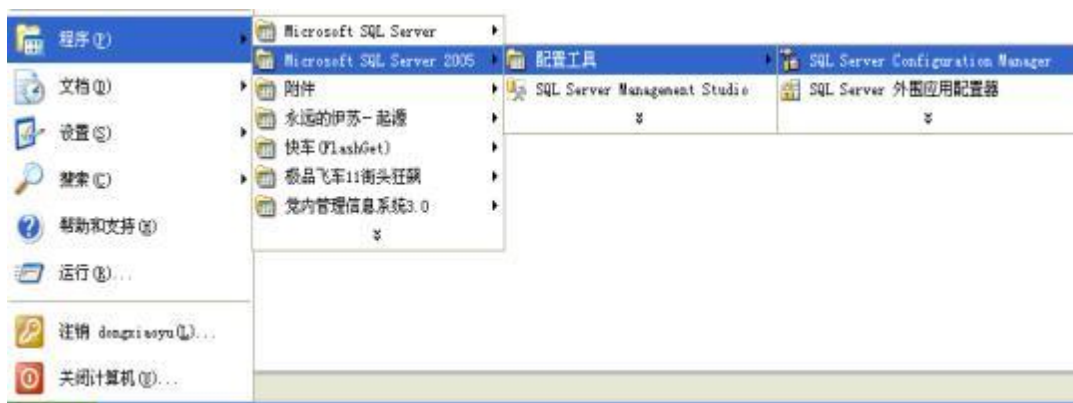 程序(P)
文档(D)
设置(S)
搜索(C)
帮助和支持(H)
运行(R)...
注销 dongxiaoyu(L)...
关闭计算机(U)...
Microsoft SQL Server
Microsoft SQL Server 2005
附件
永远的伊苏-起源
快车(FlashGet)
极品飞车11街头狂飙
党内管理信息系统3.0
配置工具
SQL Server Management Studio
SQL Server Configuration Manager
SQL Server 外围应用配置器